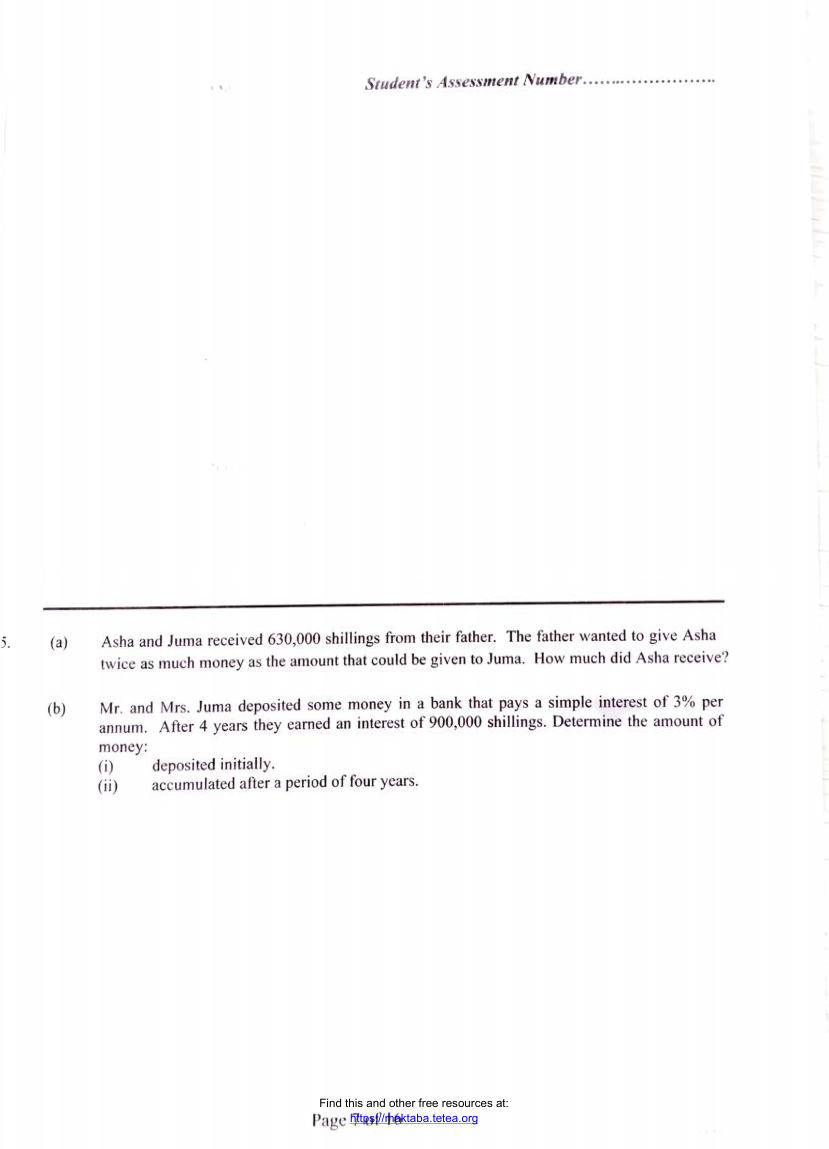 Student's Assessment Number.........................
5. (a) Asha and Juma received 630,000 shillings from their father. The father wanted to give Asha
twice as much money as the amount that could be given to Juma. How much did Asha receive?
(b) Mr. and Mrs. Juma deposited some money in a bank that pays a simple interest of 3% per
annum. After 4 years they earned an interest of 900,000 shillings. Determine the amount of
money:
(i) deposited initially.
(ii) accumulated after a period of four years.
Find this and other free resources at:
Page 7 of 16
https://maktaba.tetea.org